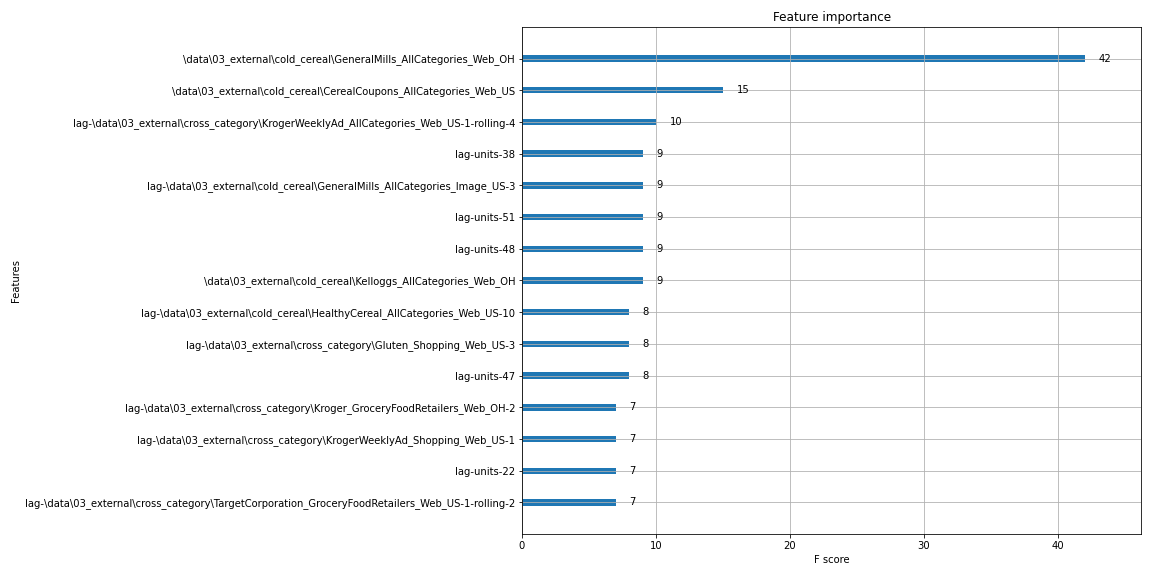 Feature importance
\data\03_external\cold_cereal\GeneralMills_AllCategories_Web_OH 42
\data\03_external\cold_cereal\CerealCoupons_AllCategories_Web_US 15
lag-\data\03_external\cross_category\KrogerWeeklyAd_AllCategories_Web_US-1-rolling-4 10
lag-units-38 9
lag-\data\03_external\cold_cereal\GeneralMills_AllCategories_Image_US-3 9
lag-units-51 9
lag-units-48 9
\data\03_external\cold_cereal\Kelloggs_AllCategories_Web_OH 9
lag-\data\03_external\cold_cereal\HealthyCereal_AllCategories_Web_US-10 8
lag-\data\03_external\cross_category\Gluten_Shopping_Web_US-3 8
lag-units-47 8
lag-\data\03_external\cross_category\Kroger_GroceryFoodRetailers_Web_OH-2 7
lag-\data\03_external\cross_category\KrogerWeeklyAd_Shopping_Web_US-1 7
lag-units-22 7
lag-\data\03_external\cross_category\TargetCorporation_GroceryFoodRetailers_Web_US-1-rolling-2 7
Features
0 10 20 30 40
F score